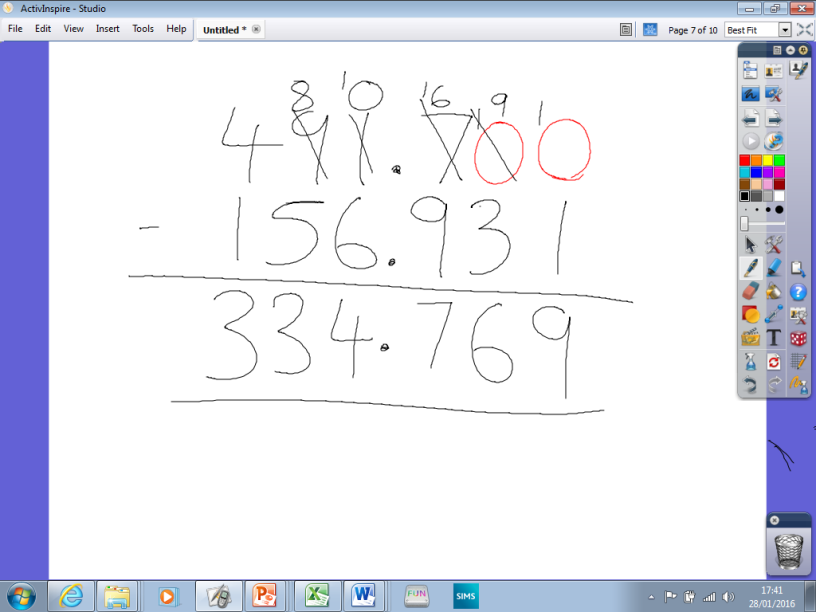 ActivInspire - Studio
File Edit View Insert Tools Help Untitled * Page 7 of 10 Best Fit
8 10 16 9 1
491.700
- 156.931
334.769
T
FUN SIMS 17:41
28/01/2016